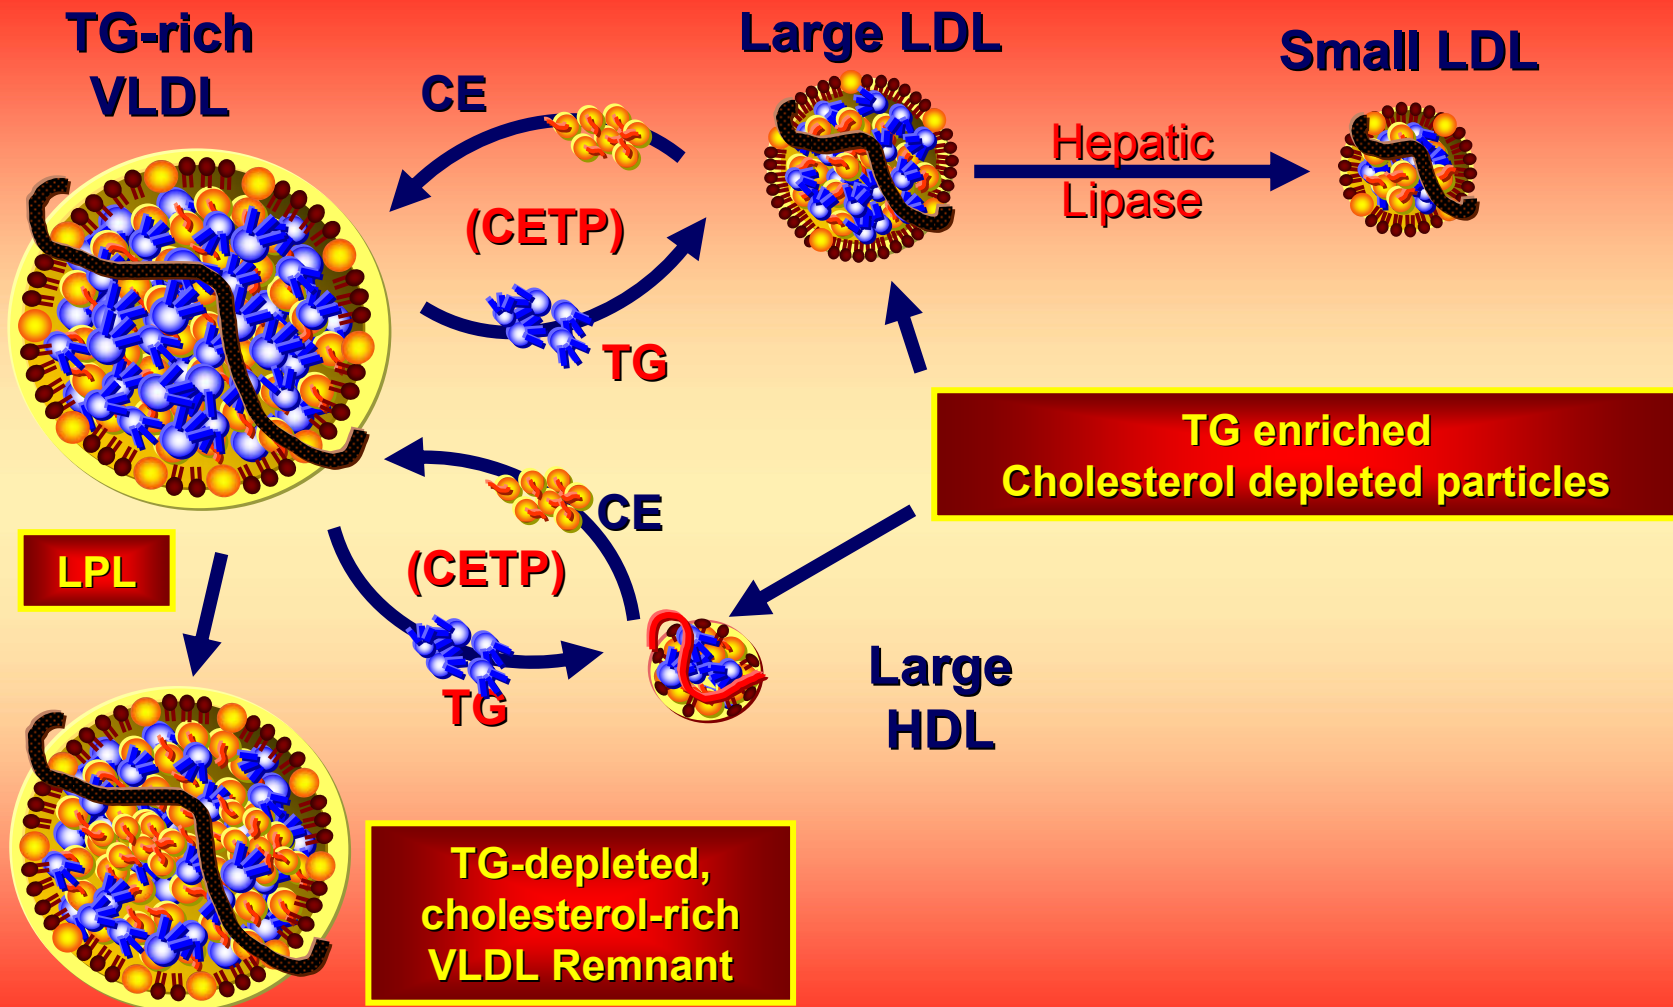 TG-rich
VLDL
CE
Large LDL
Small LDL
Hepatic
Lipase
(CETP)
TG
TG enriched
Cholesterol depleted particles
CE
(CETP)
LPL
TG
Large
HDL
TG-depleted,
cholesterol-rich
VLDL Remnant